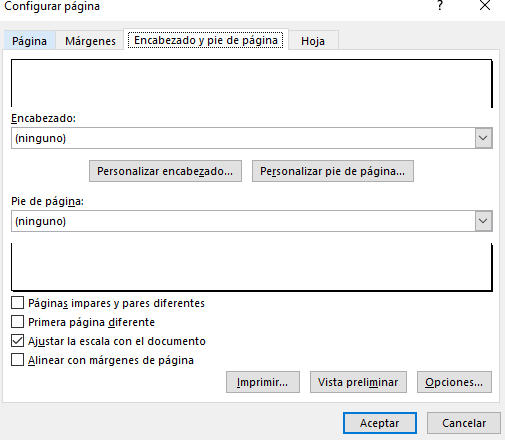 Configurar página ? X
Página Márgenes Encabezado y pie de página Hoja
Encabezado:
(ninguno)
Personalizar encabezado... Personalizar pie de página...
Pie de página:
(ninguno)
Páginas impares y pares diferentes
Primera página diferente
Ajustar la escala con el documento
Alinear con márgenes de página
Imprimir... Vista preliminar Opciones...
Aceptar Cancelar